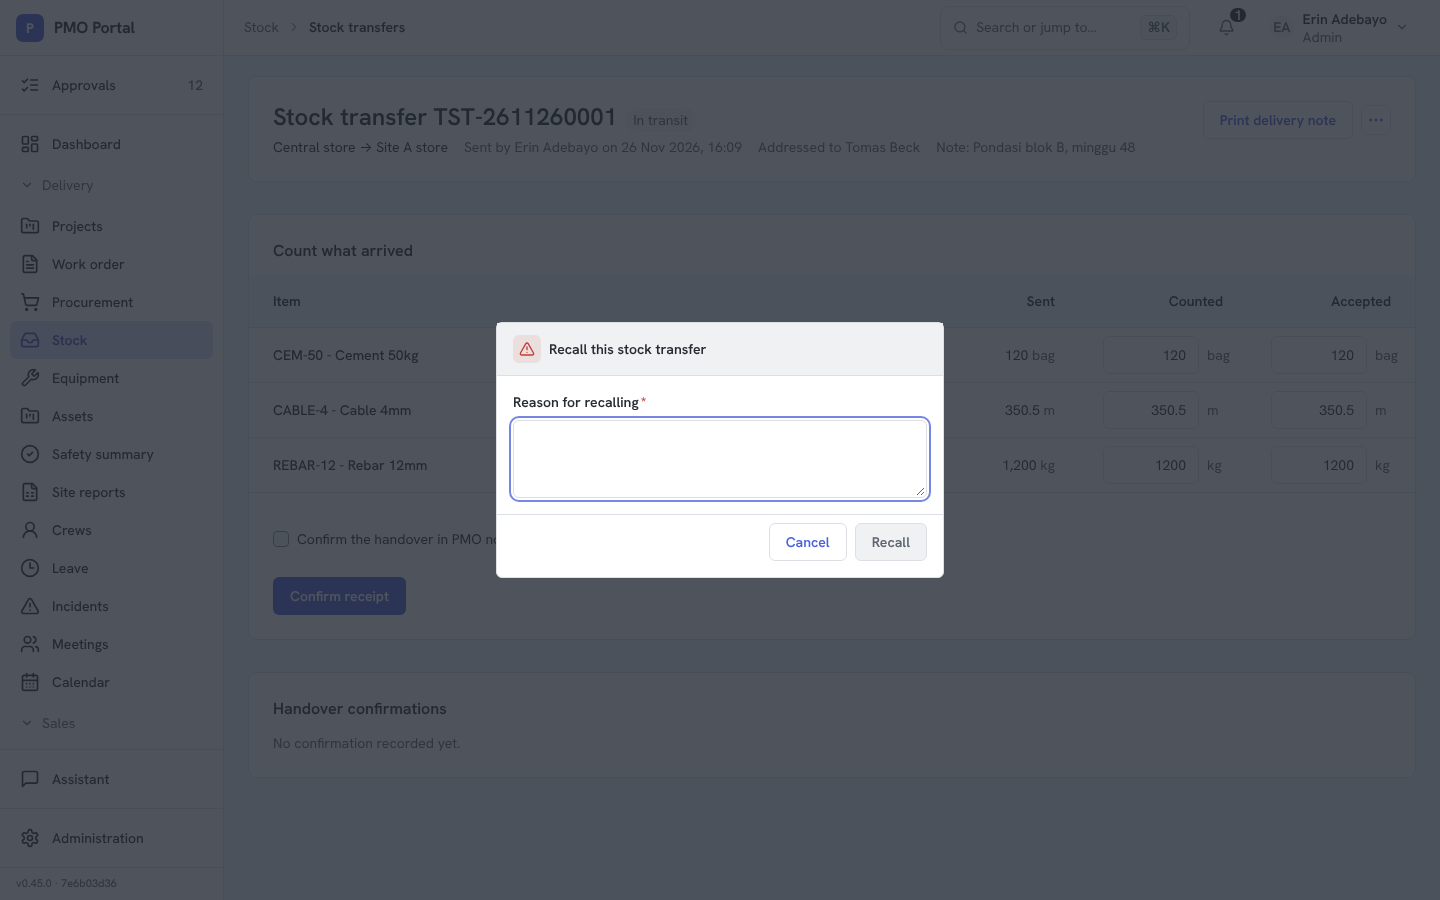 P PMO Portal
Stock > Stock transfers
Search or jump to... ⌘K
1
EA Erin Adebayo
Admin
Approvals 12
Dashboard
Delivery
Projects
Work order
Procurement
Stock
Equipment
Assets
Safety summary
Site reports
Crews
Leave
Incidents
Meetings
Calendar
Sales
Assistant
Administration
v0.45.0 · 7e6b03d36
Stock transfer TST-2611260001 In transit
Print delivery note
Central store → Site A store Sent by Erin Adebayo on 26 Nov 2026, 16:09 Addressed to Tomas Beck Note: Pondasi blok B, minggu 48
Count what arrived
Item Sent Counted Accepted
CEM-50 - Cement 50kg 120 bag 120 bag 120 bag
CABLE-4 - Cable 4mm 350.5 m 350.5 m 350.5 m
REBAR-12 - Rebar 12mm 1,200 kg 1200 kg 1200 kg
Confirm the handover in PMO
Confirm receipt
Handover confirmations
No confirmation recorded yet.
Recall this stock transfer
Reason for recalling *
Cancel Recall